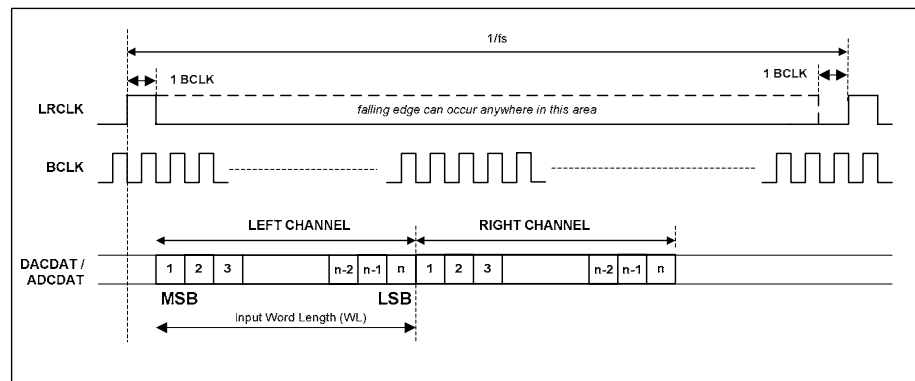 1/fs
1 BCLK
1 BCLK
LRCLK
falling edge can occur anywhere in this area
BCLK
LEFT CHANNEL
RIGHT CHANNEL
DACDAT /
ADCDAT
1 2 3 n-2 n-1 n 1 2 3 n-2 n-1 n
MSB
LSB
Input Word Length (WL)